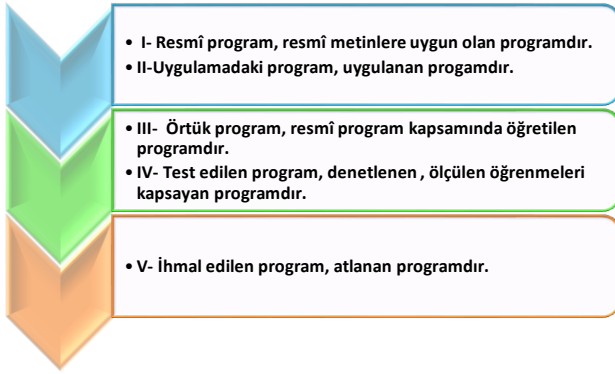 • I- Resmî program, resmî metinlere uygun olan programdır.
• II-Uygulamadaki program, uygulanan progamdır.
• III- Örtük program, resmî program kapsamında öğretilen
programdır.
• IV- Test edilen program, denetlenen , ölçülen öğrenmeleri
kapsayan programdır.
• V- İhmal edilen program, atlanan programdır.